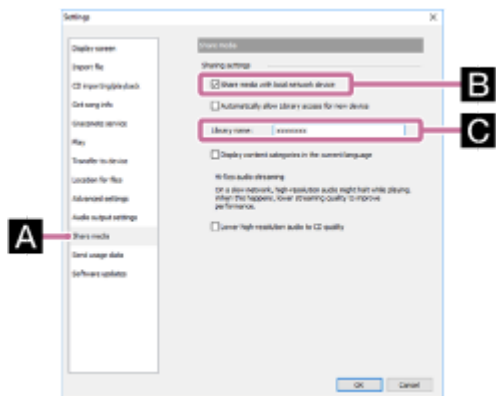 Settings
Display screen
Import file
CD importing/playback
Get song info
Gracenote service
Play
Transfer to device
Location for files
Advanced settings
Audio output settings
Share media
Send usage data
Software updates
Share media
Sharing settings
Share media with local network device
Automatically allow Library access for new device
Library name: xxxxxxxx
Display content categories in the current language
Hi-Res audio streaming
On a slow network, high-resolution audio might halt while playing.
When this happens, lower streaming quality to improve
performance.
Lower high-resolution audio to CD quality
OK
Cancel
A
B
C